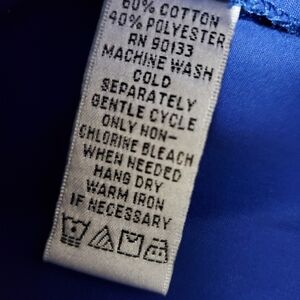 60% COTTON
40% POLYESTER
RN 90133
MACHINE WASH
COLD
SEPARATELY
GENTLE CYCLE
ONLY NON-
CHLORINE BLEACH
WHEN NEEDED
HANG DRY
WARM IRON
IF NECESSARY